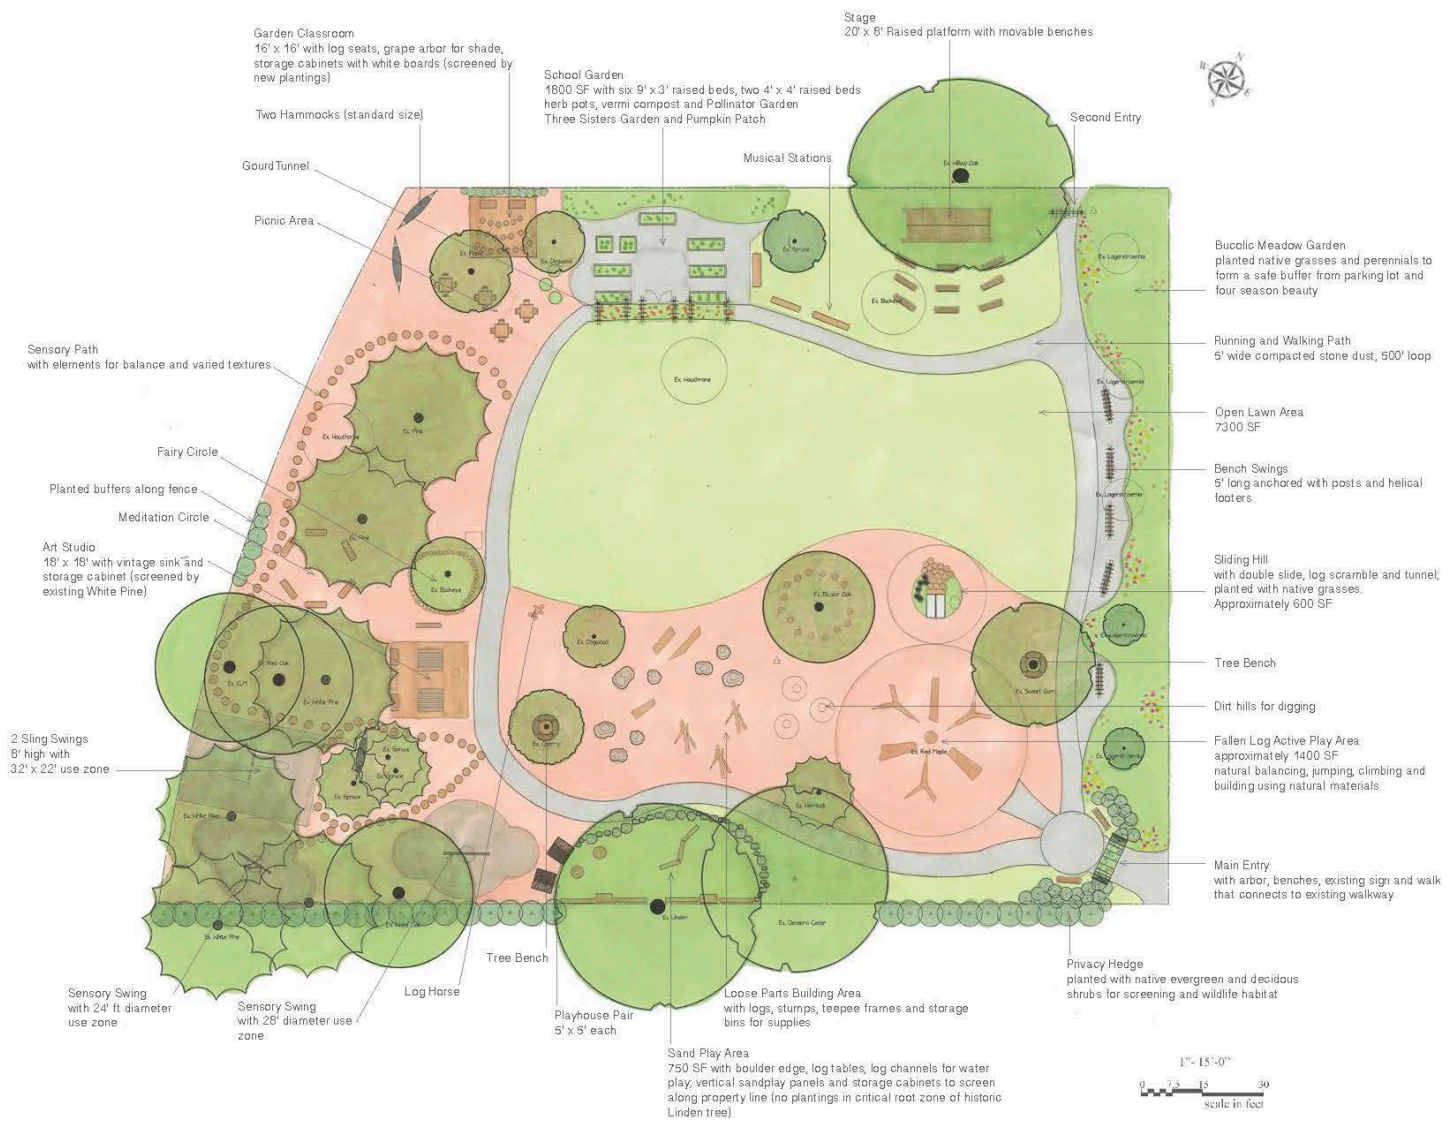 Stage
20' x 8' Raised platform with movable benches
Garden Classroom
16' x 16' with log seats, grape arbor for shade,
storage cabinets with white boards (screened by
new plantings)
School Garden
1800 SF with six 9' x 3' raised beds, two 4' x 4' raised beds
herb pots, vermi compost and Pollinator Garden
Three Sisters Garden and Pumpkin Patch
N
W
E
Two Hammocks (standard size)
Second Entry
Musical Stations
Gourd Tunnel
Picnic Area
Ex. Willow Oak
Ex. Dogwood
Ex. Spruce
Ex. Lagerstroemia
Bucolic Meadow Garden
planted native grasses and perennials to
form a safe buffer from parking lot and
four season beauty
Ex. Buckeye
Running and Walking Path
5' wide compacted stone dust, 500' loop
Sensory Path
with elements for balance and varied textures
Ex. Hawthrone
Ex. Lagerstroemia
Open Lawn Area
7300 SF
Ex. Pine
Ex. Hawthorne
Fairy Circle
Bench Swings
5' long anchored with posts and helical
footers
Planted buffers along fence
Ex. Lagerstroemia
Meditation Circle
Ex. Pine
Art Studio
18' x 18' with vintage sink and
storage cabinet (screened by
existing White Pine)
Sliding Hill
with double slide, log scramble and tunnel;
planted with native grasses.
Approximately 600 SF
Ex. Buckeye
Ex. Bicolor Oak
Ex. Dogwood
Ex. Lagerstroemia
Tree Bench
Ex. Red Oak
Ex. ELM
Ex. White Pine
Ex. Sweet Gum
Dirt hills for digging
2 Sling Swings
8' high with
32' x 22' use zone
Ex. Cherry
Ex. Spruce
Ex. Red Maple
Fallen Log Active Play Area
approximately 1400 SF
natural balancing, jumping, climbing and
building using natural materials
Ex. Lagerstroemia
Ex. Spruce
Ex. Spruce
Ex. Hemlock
Ex. White Pine
Main Entry
with arbor, benches, existing sign and walk
that connects to existing walkway
Ex. Linden
Ex. Deodora Cedar
Ex. White Oak
Ex. White Pine
Tree Bench
Privacy Hedge
planted with native evergreen and decidous
shrubs for screening and wildlife habitat
Sensory Swing
with 24' ft diameter
use zone
Log Horse
Sensory Swing
with 28' diameter use
zone
Playhouse Pair
5' x 5' each
Loose Parts Building Area
with logs, stumps, teepee frames and storage
bins for supplies
Sand Play Area
750 SF with boulder edge, log tables, log channels for water
play, vertical sandplay panels and storage cabinets to screen
along property line (no plantings in critical root zone of historic
Linden tree)
1"- 15'-0"
0 7.5 15 30
scale in feet